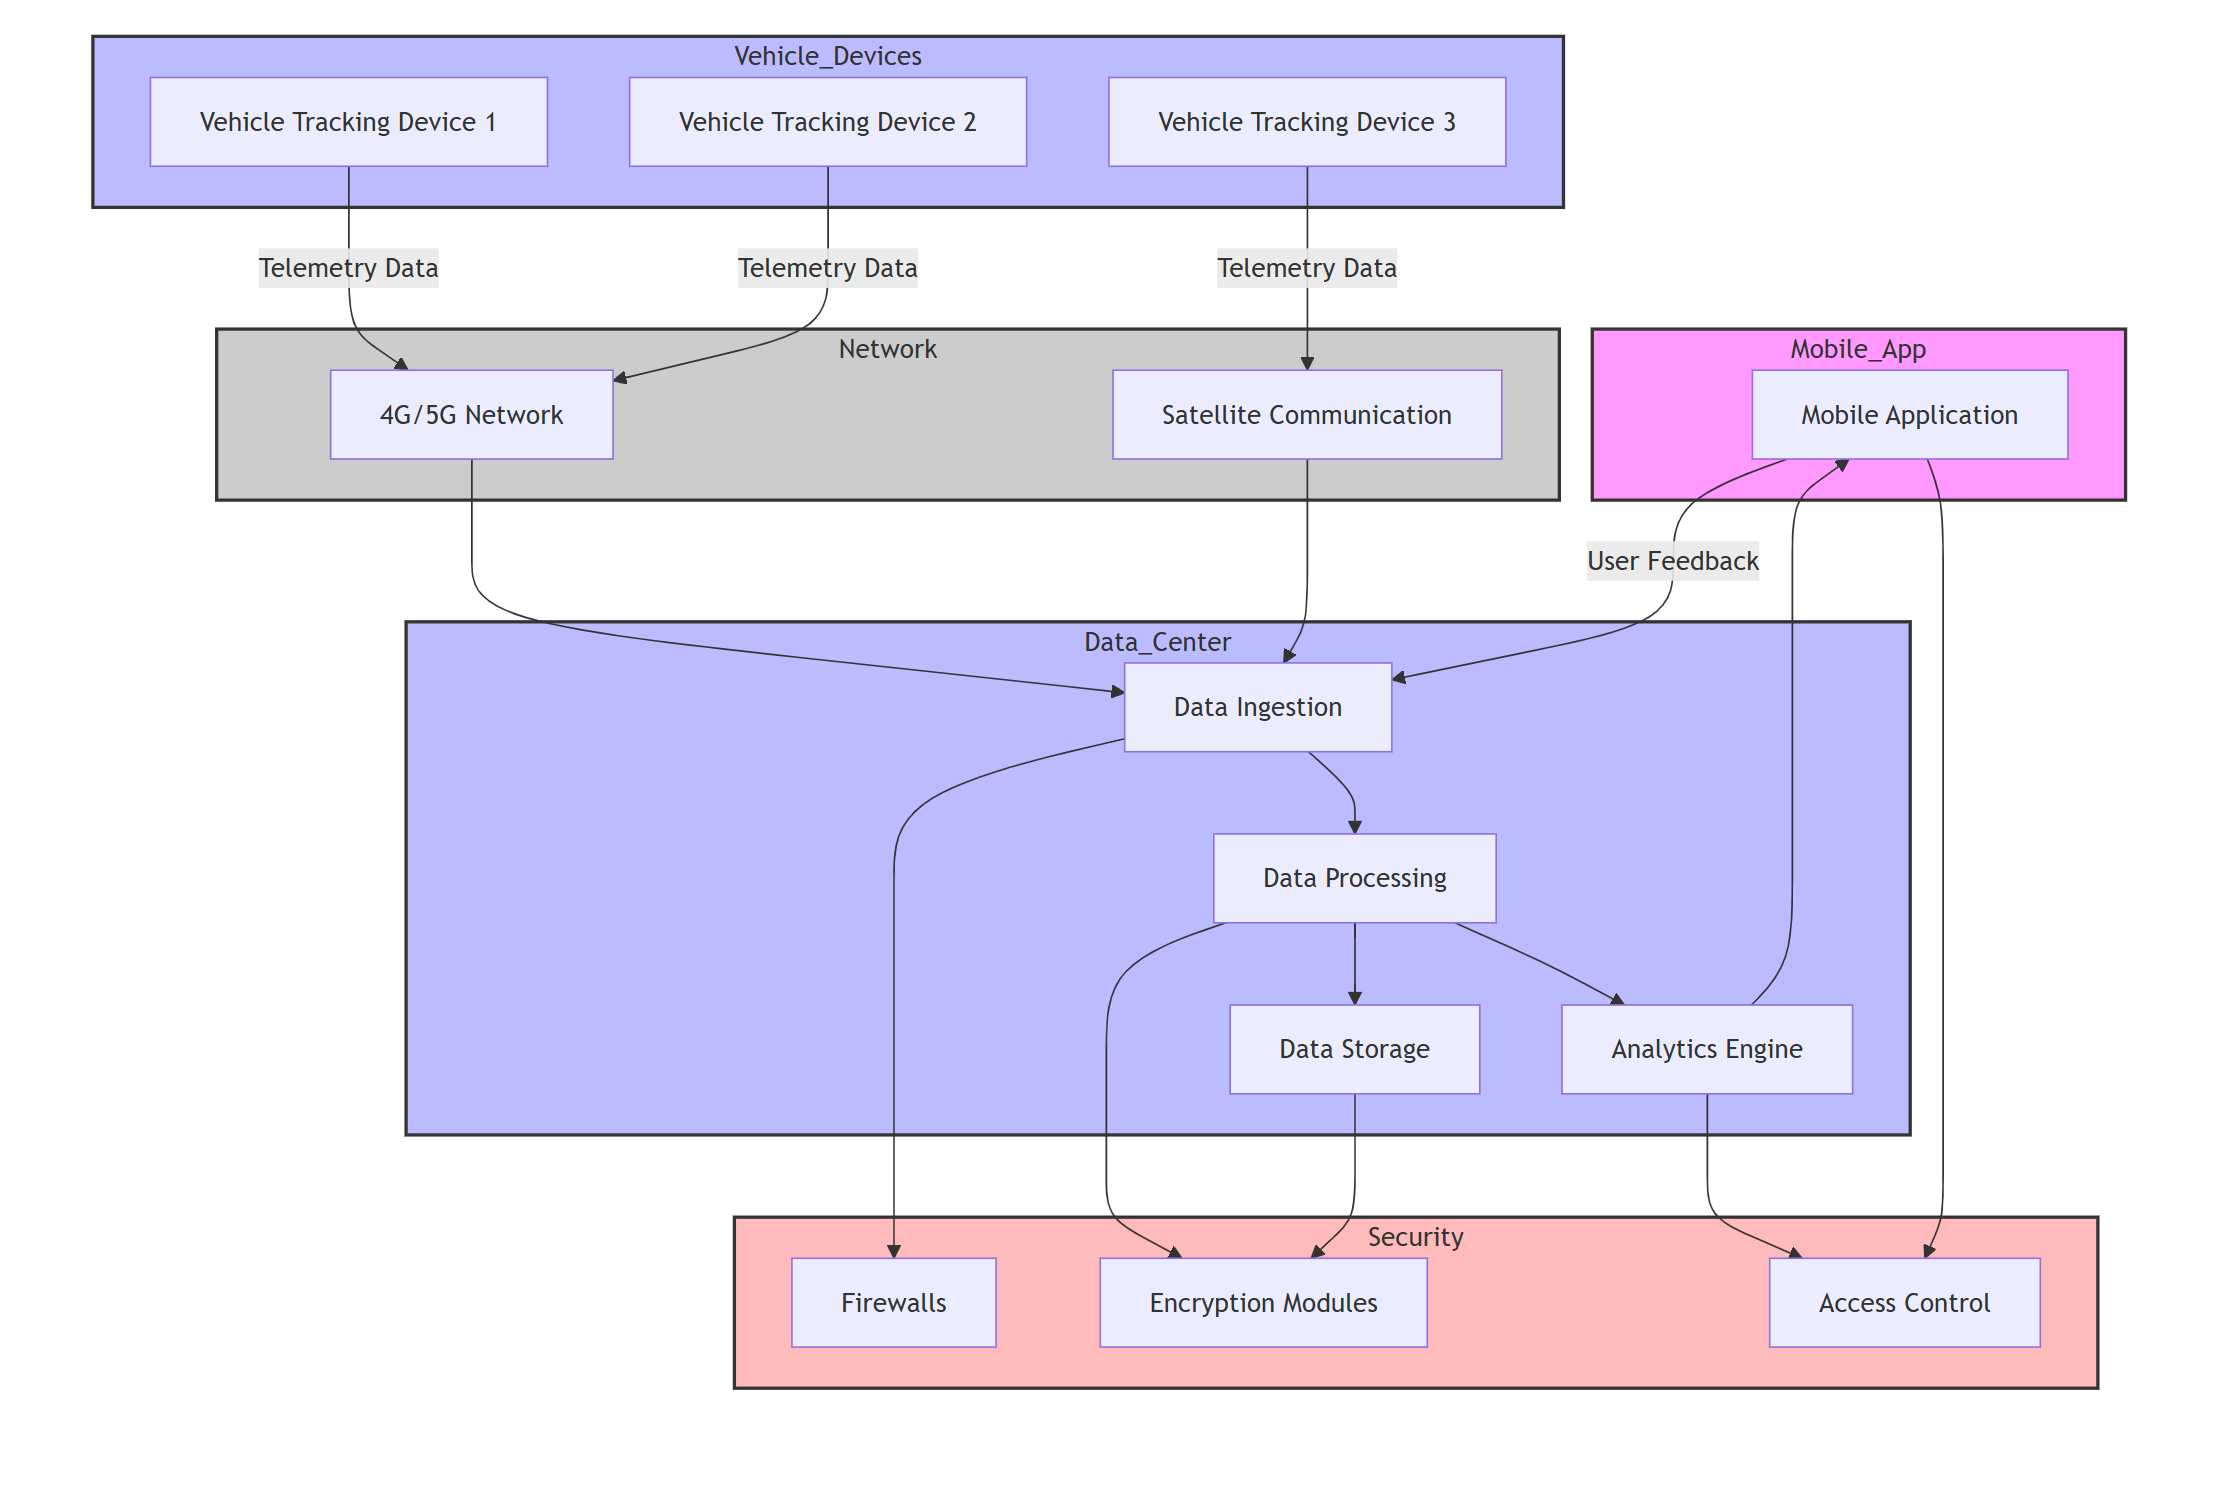 Vehicle_Devices
Vehicle Tracking Device 1
Vehicle Tracking Device 2
Vehicle Tracking Device 3
Telemetry Data
Telemetry Data
Telemetry Data
Network
Mobile_App
4G/5G Network
Satellite Communication
Mobile Application
User Feedback
Data_Center
Data Ingestion
Data Processing
Data Storage
Analytics Engine
Security
Firewalls
Encryption Modules
Access Control